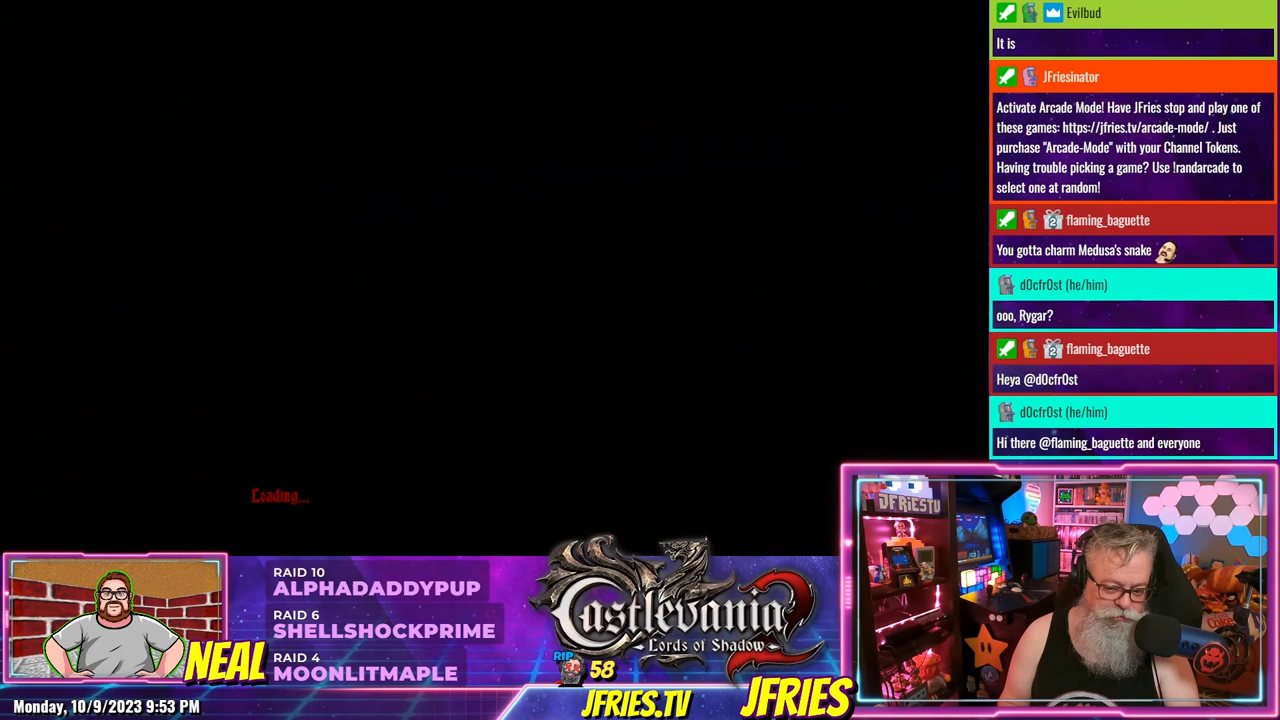 Evilbud
It is
JFriesinator
Activate Arcade Mode! Have JFries stop and play one of
these games: https://jfries.tv/arcade-mode/ . Just
purchase "Arcade-Mode" with your Channel Tokens.
Having trouble picking a game? Use !randarcade to
select one at random!
2 flaming_baguette
You gotta charm Medusa's snake
d0cfr0st (he/him)
ooo, Rygar?
2 flaming_baguette
Heya @d0cfr0st
d0cfr0st (he/him)
Hi there @flaming_baguette and everyone
Loading...
JFRIESTV
RAID 10
ALPHADADDYPUP
RAID 6
SHELLSHOCKPRIME
RAID 4
MOONLITMAPLE
NEAL
Castlevania 2
Lords of Shadow
RIP
58
JFRIES.TV
JFRIES
Monday, 10/9/2023 9:53 PM